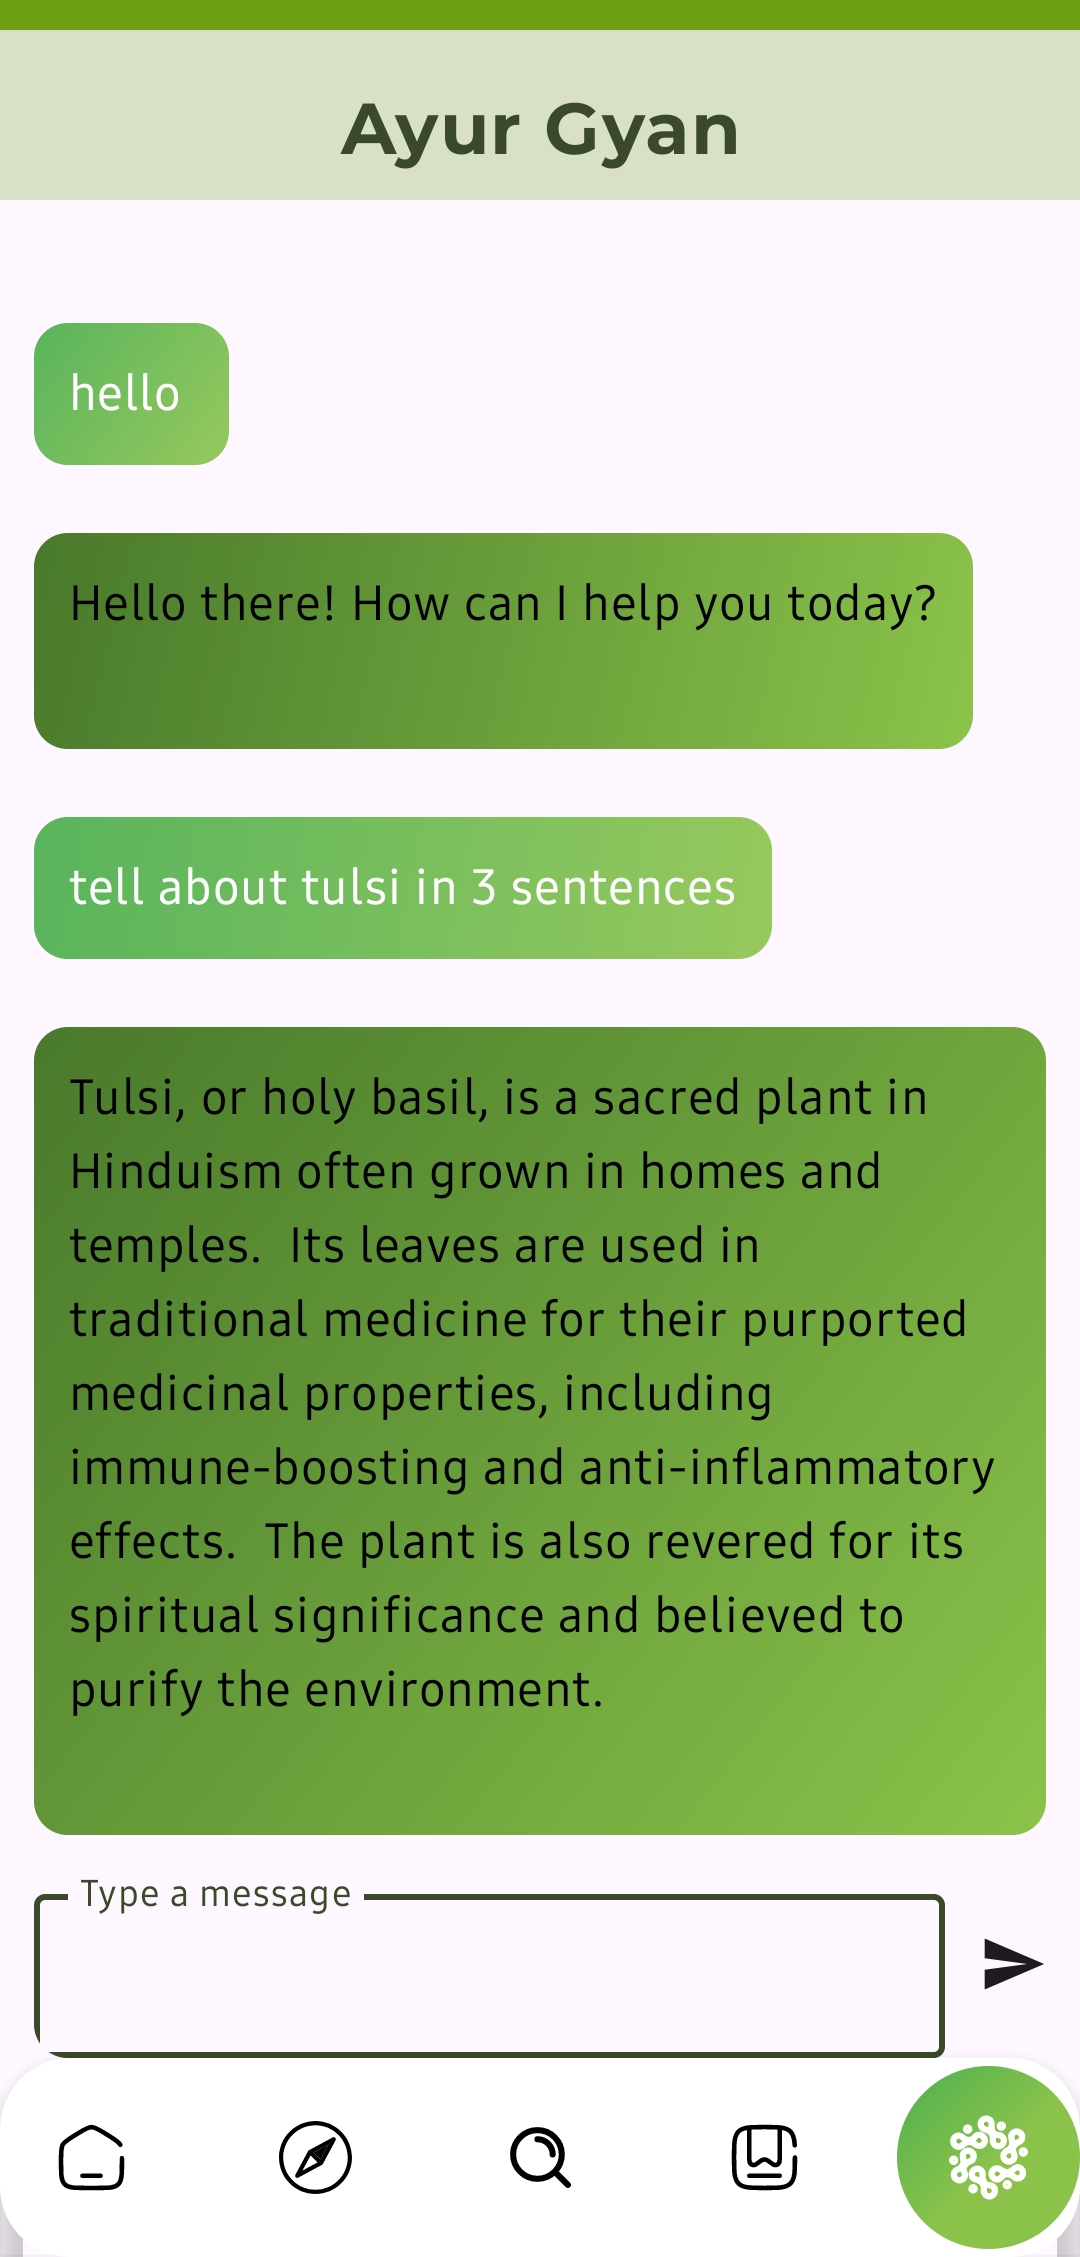 Ayur Gyan
hello
Hello there! How can I help you today?
tell about tulsi in 3 sentences
Tulsi, or holy basil, is a sacred plant in
Hinduism often grown in homes and
temples.  Its leaves are used in
traditional medicine for their purported
medicinal properties, including
immune-boosting and anti-inflammatory
effects.  The plant is also revered for its
spiritual significance and believed to
purify the environment.
Type a message